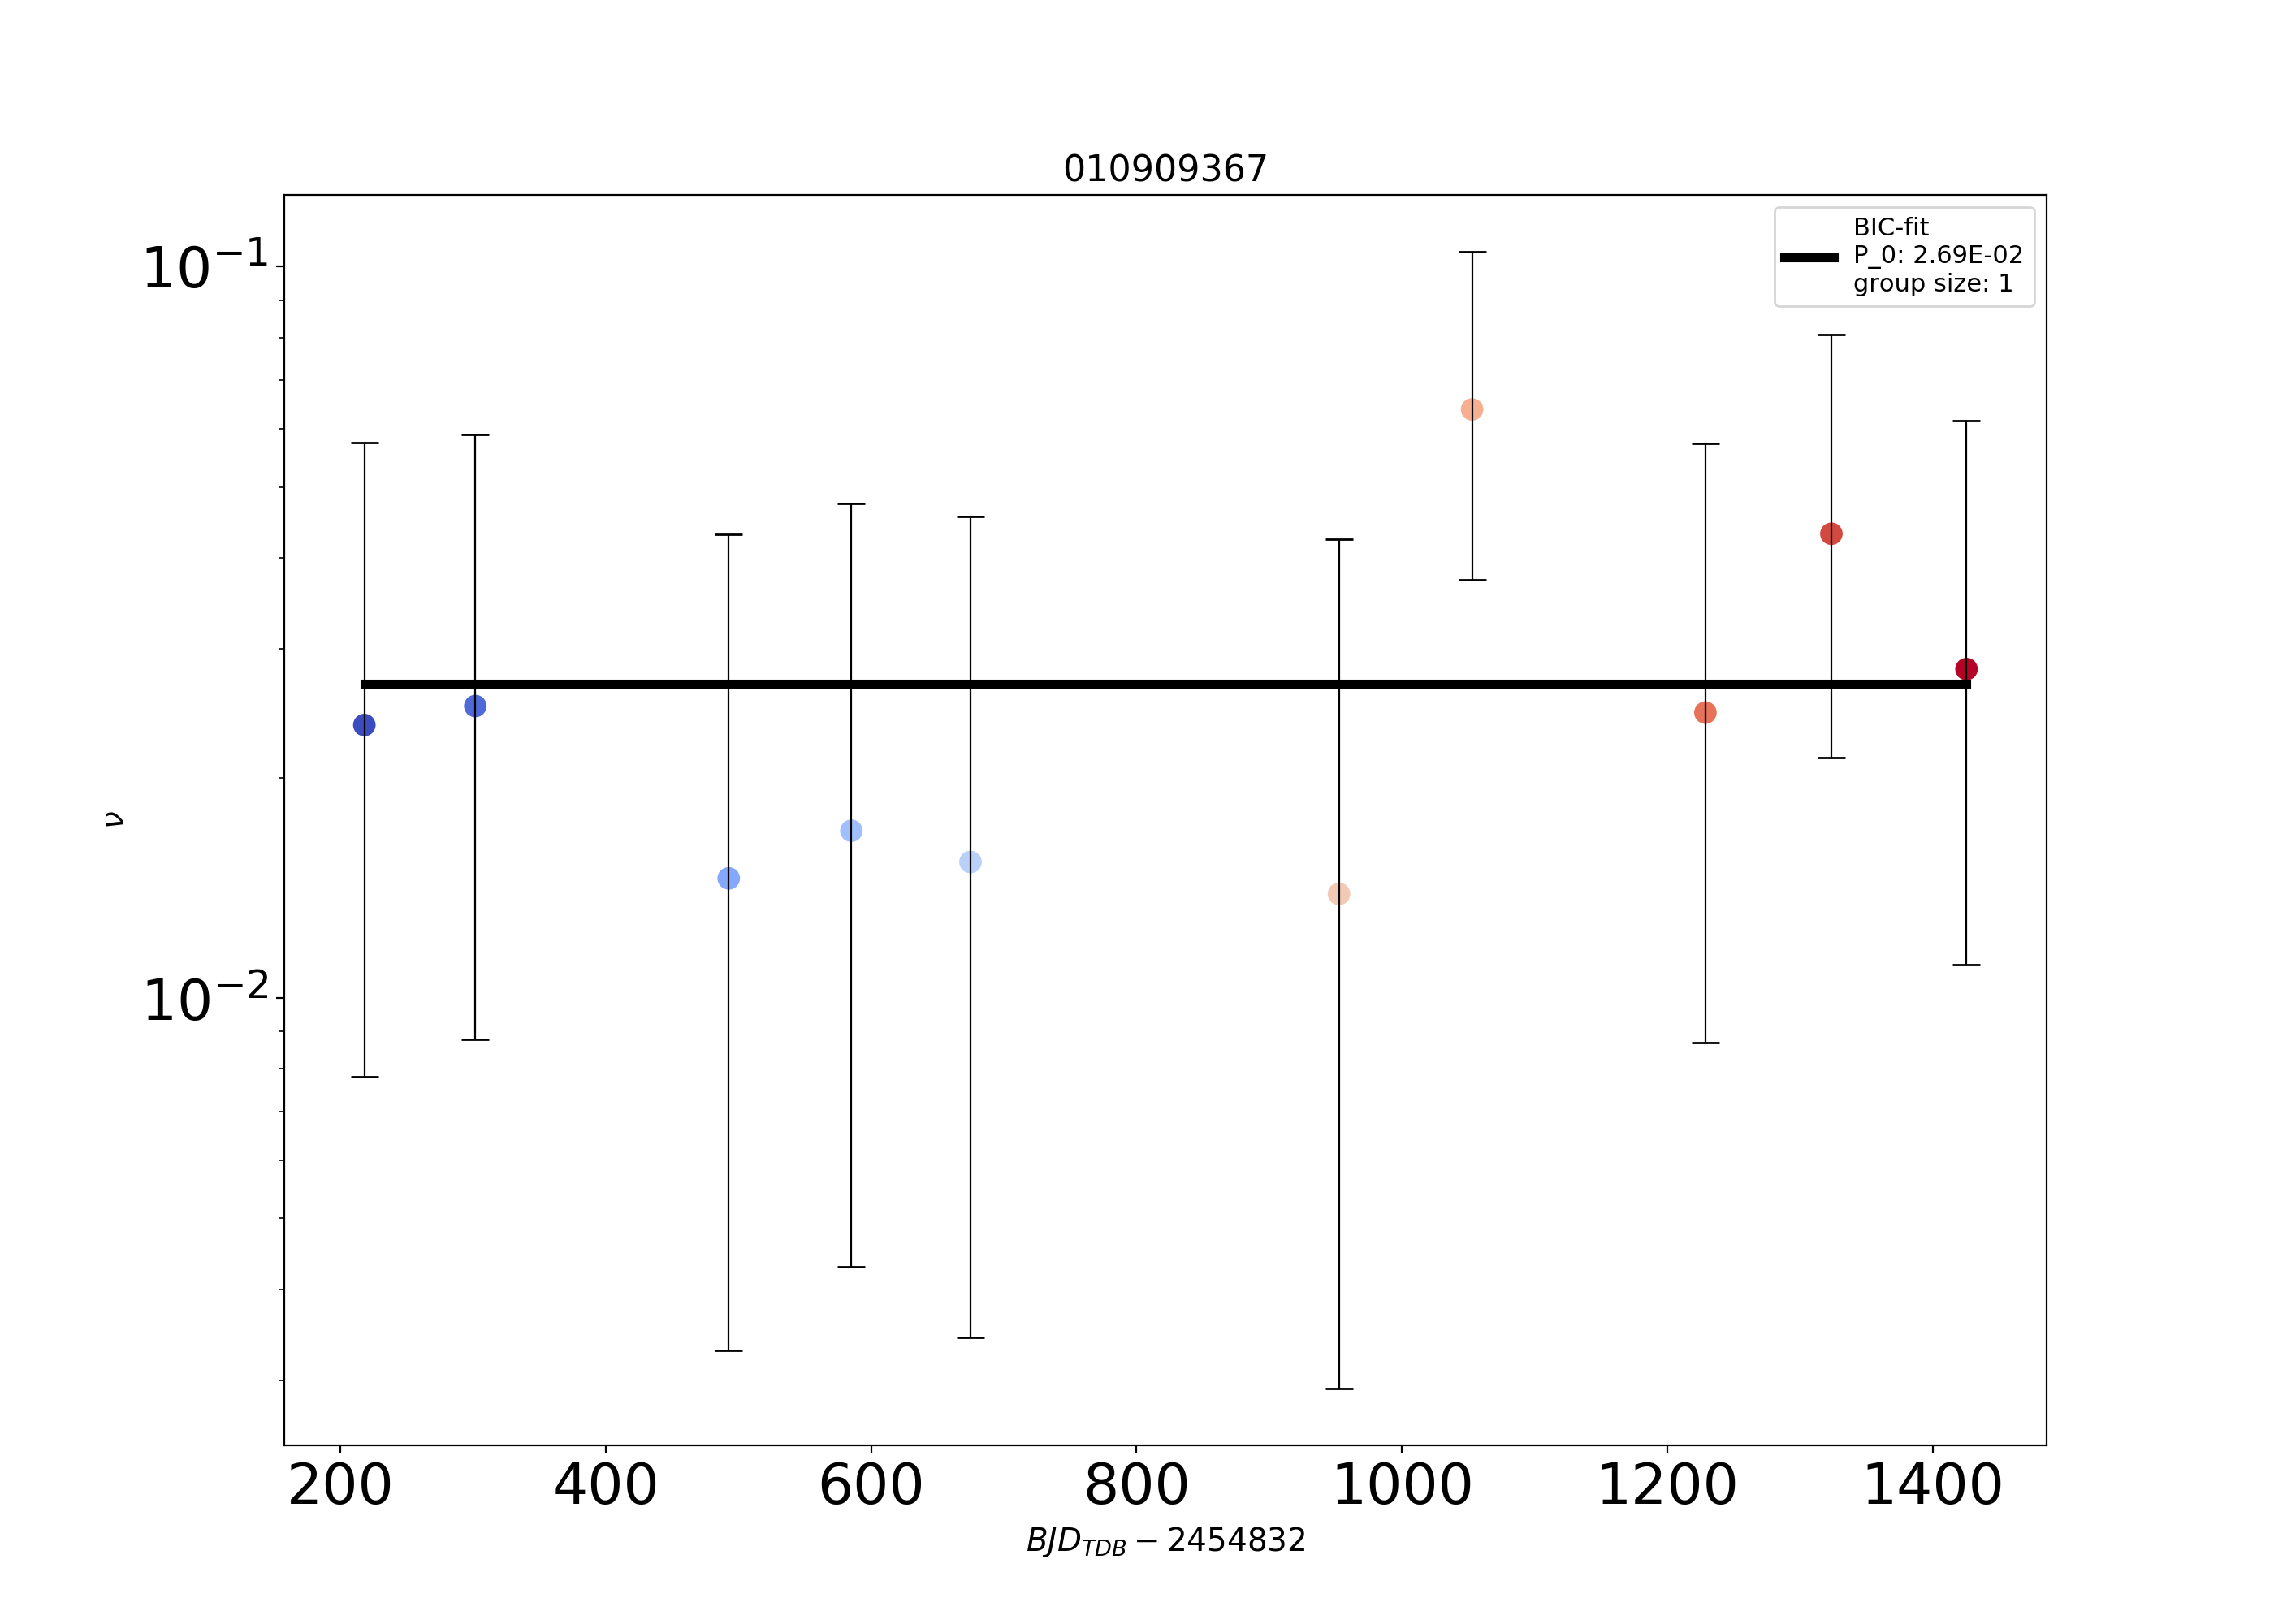 010909367
BIC-fit
P_0: 2.69E-02
group size: 1
10⁻¹
10⁻²
ν
200 400 600 800 1000 1200 1400
BJD_TDB − 2454832